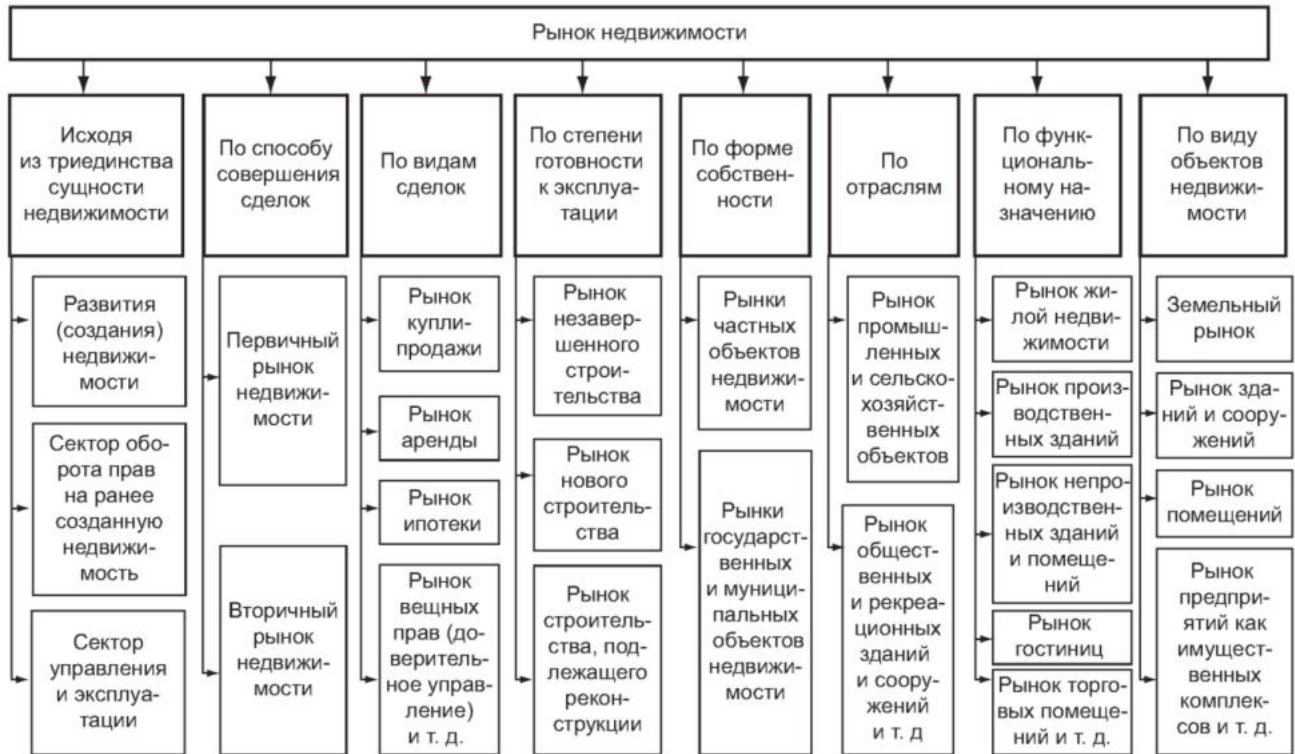 Рынок недвижимости
Исходя
из триединства
сущности
недвижимости
По способу
совершения
сделок
По видам
сделок
По степени
готовности
к эксплуа-
тации
По форме
собствен-
ности
По
отраслям
По функ-
циональ-
ному на-
значению
По виду
объектов
недвижи-
мости
Развития
(создания)
недвижи-
мости
Сектор обо-
рота прав
на ранее
созданную
недвижи-
мость
Сектор
управления
и эксплуа-
тации
Первичный
рынок
недвиж-
имости
Вторичный
рынок
недвижи-
мости
Рынок
купли-
продажи
Рынок
аренды
Рынок
ипотеки
Рынок
вещных
прав (до-
веритель-
ное управ-
ление)
и т. д.
Рынок
незавер-
шенного
строи-
тельства
Рынок
нового
строитель-
ства
Рынок
строитель-
ства, под-
лежащего
рекон-
струкции
Рынки
частных
объектов
недвижи-
мости
Рынки
государст-
венных
и муници-
пальных
объектов
недвижи-
мости
Рынок
промыш-
ленных
и сельско-
хозяйст-
венных
объектов
Рынок
общест-
венных
и рекреа-
ционных
зданий
и соору-
жений
и т. д
Рынок жи-
лой недви-
жимости
Рынок произ-
водствен-
ных зданий
Рынок непро-
изводствен-
ных зданий
и помеще-
ний
Рынок
гостиниц
Рынок торго-
вых помеще-
ний и т. д.
Земельный
рынок
Рынок зда-
ний и соору-
жений
Рынок
помещений
Рынок
предпри-
ятий как
имущест-
венных
комплек-
сов и т. д.